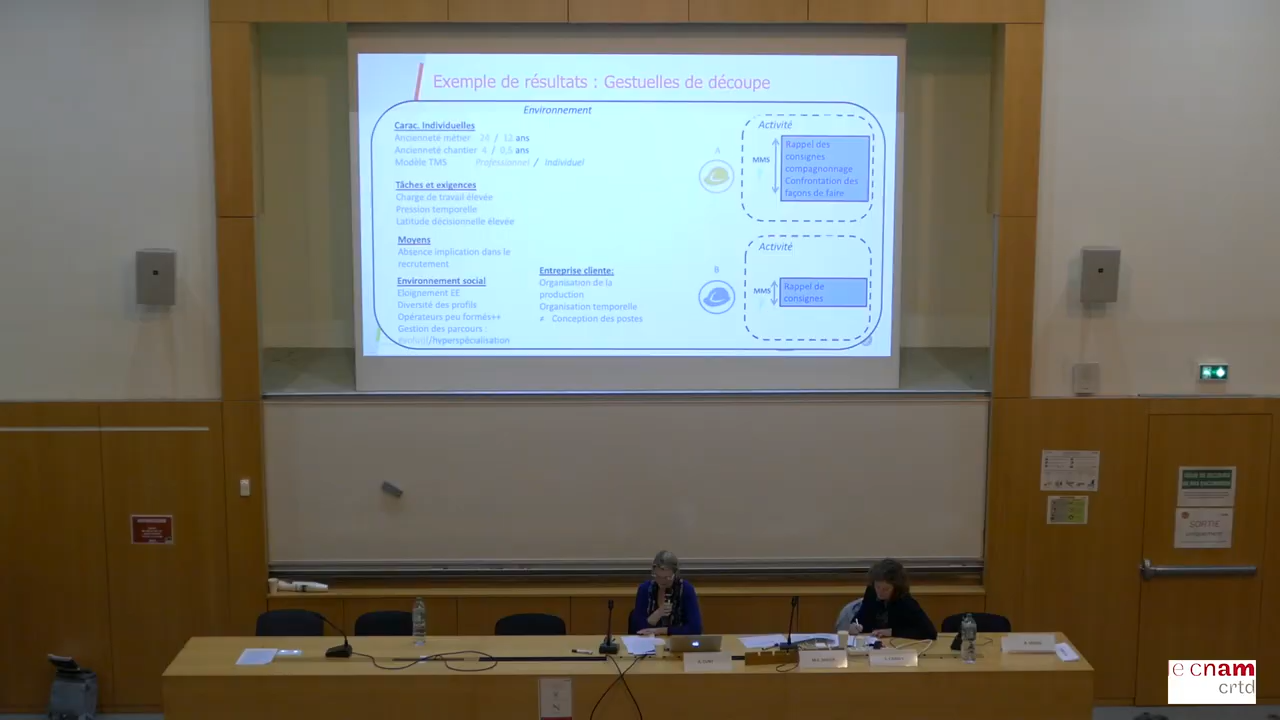 Exemple de résultats : Gestuelles de découpe
Environnement
Carac. Individuelles
Ancienneté métier 24 / 13 ans
Ancienneté chantier 4 / 0,5 ans
Modèle TMS Professionnel / Individuel
Tâches et exigences
Charge de travail élevée
Pression temporelle
Latitude décisionnelle élevée
Moyens
Absence implication dans le
recrutement
Environnement social
Eloignement EE
Diversité des profils
Opérateurs peu formés++
Gestion des parcours :
/hyperspécialisation
Entreprise cliente:
Organisation de la
production
Organisation temporelle
≠ Conception des postes
A
B
Activité
MMS
Rappel des
consignes
compagnonnage
Confrontation des
façons de faire
Activité
MMS
Rappel de
consignes
SORTIE
le cnam
crtd